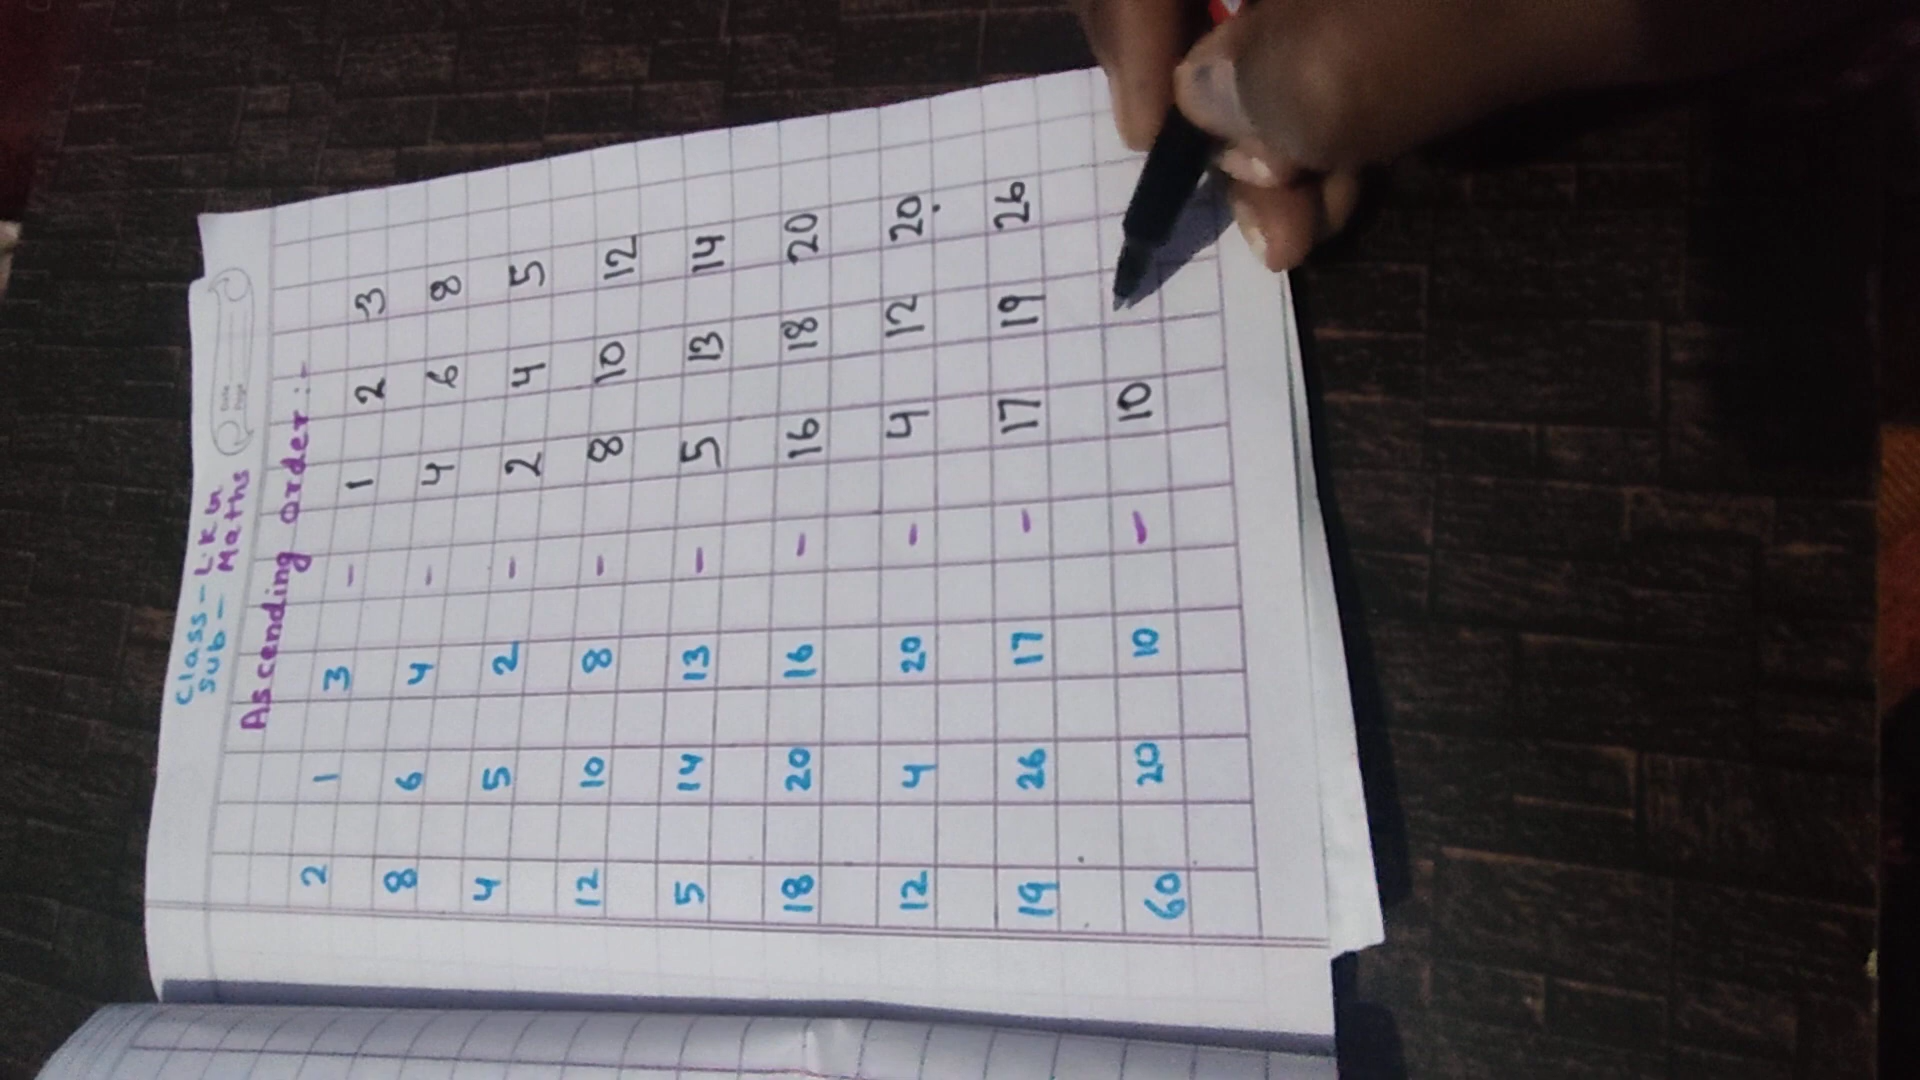 Class - L.K.G
Sub - Maths
Ascending order :-
2 1 3 - 1 2 3
8 6 4 - 4 6 8
4 5 2 - 2 4 5
12 10 8 - 8 10 12
5 14 13 - 5 13 14
18 20 16 - 16 18 20
12 4 20 - 4 12 20.
19 26 17 - 17 19 26
60 20 10 - 10